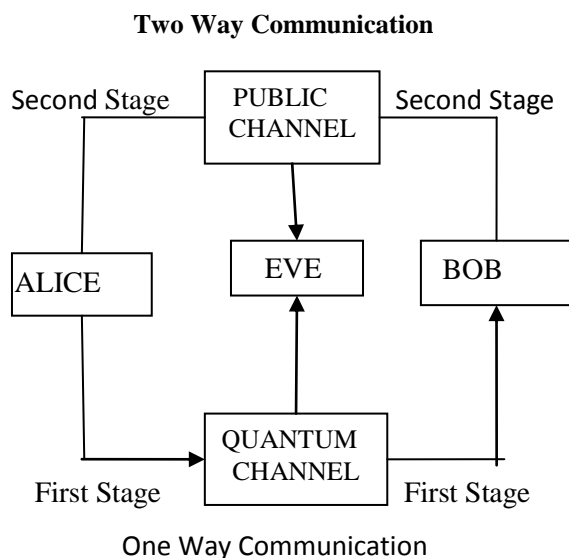 Two Way Communication
Second Stage
PUBLIC
CHANNEL
Second Stage
ALICE
EVE
BOB
QUANTUM
CHANNEL
First Stage
First Stage
One Way Communication